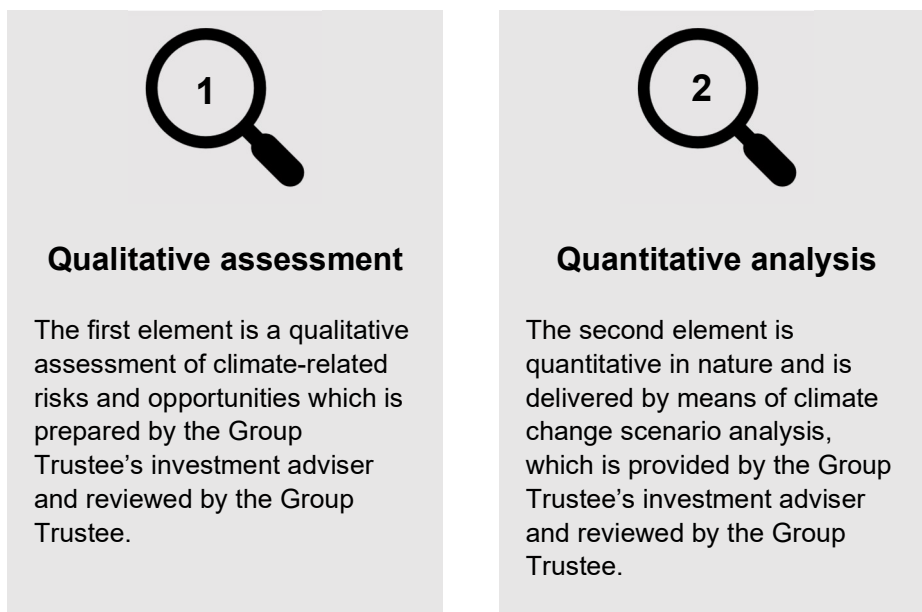 1
Qualitative assessment
The first element is a qualitative
assessment of climate-related
risks and opportunities which is
prepared by the Group
Trustee’s investment adviser
and reviewed by the Group
Trustee.
2
Quantitative analysis
The second element is
quantitative in nature and is
delivered by means of climate
change scenario analysis,
which is provided by the Group
Trustee’s investment adviser
and reviewed by the Group
Trustee.